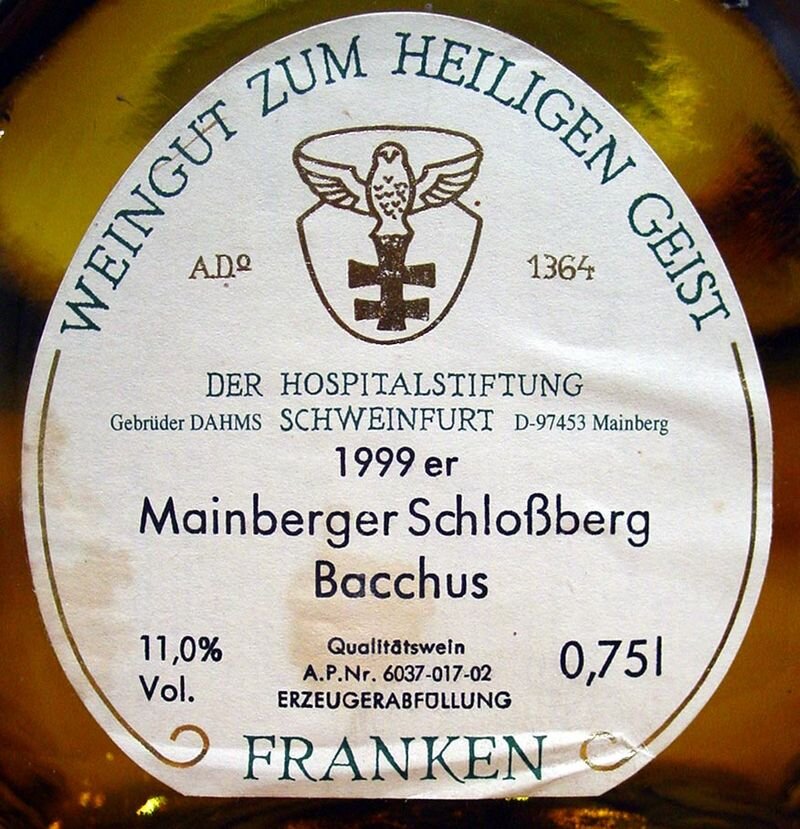 WEINGUT ZUM HEILIGEN GEIST
A.D.º 1364
DER HOSPITALSTIFTUNG
Gebrüder DAHMS SCHWEINFURT D-97453 Mainberg
1999 er
Mainberger Schloßberg
Bacchus
11,0% Vol.
Qualitätswein
A.P.Nr. 6037-017-02
ERZEUGERABFÜLLUNG
0,75l
FRANKEN